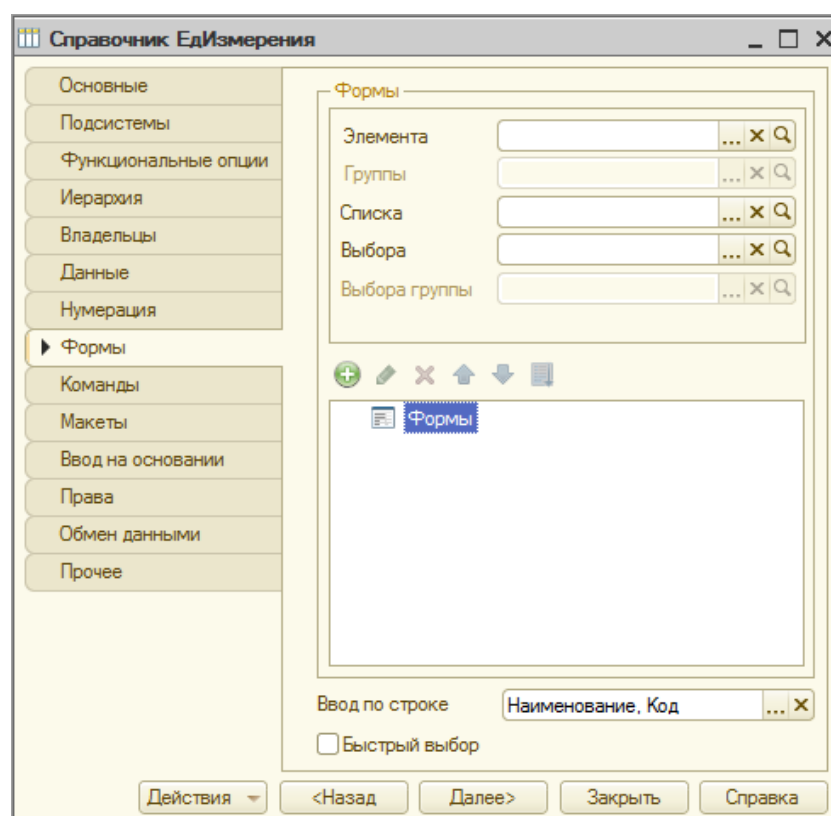 Справочник ЕдИзмерения
Основные
Подсистемы
Функциональные опции
Иерархия
Владельцы
Данные
Нумерация
Формы
Команды
Макеты
Ввод на основании
Права
Обмен данными
Прочее
Формы
Элемента
Группы
Списка
Выбора
Выбора группы
Формы
Ввод по строке Наименование, Код
Быстрый выбор
Действия <Назад Далее> Закрыть Справка